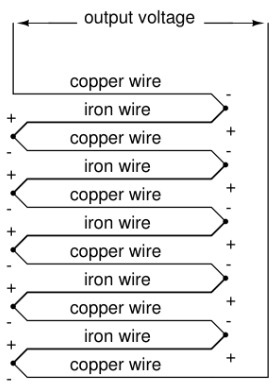 output voltage
copper wire
-
iron wire
+
+
copper wire
-
-
iron wire
+
+
copper wire
-
-
iron wire
+
+
copper wire
-
-
iron wire
+
+
copper wire
-
-
iron wire
+
+
copper wire
-